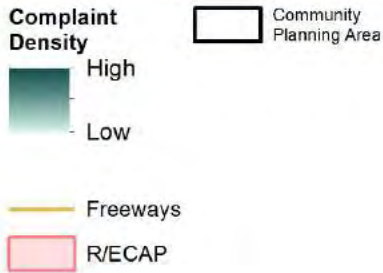 Complaint
Density
High
Low
Freeways
R/ECAP
Community
Planning Area